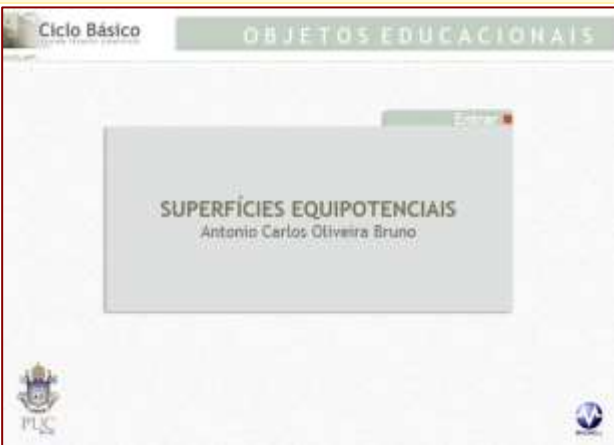 Ciclo Básico
OBJETOS EDUCACIONAIS
Entrar
SUPERFÍCIES EQUIPOTENCIAIS
Antonio Carlos Oliveira Bruno
PUC